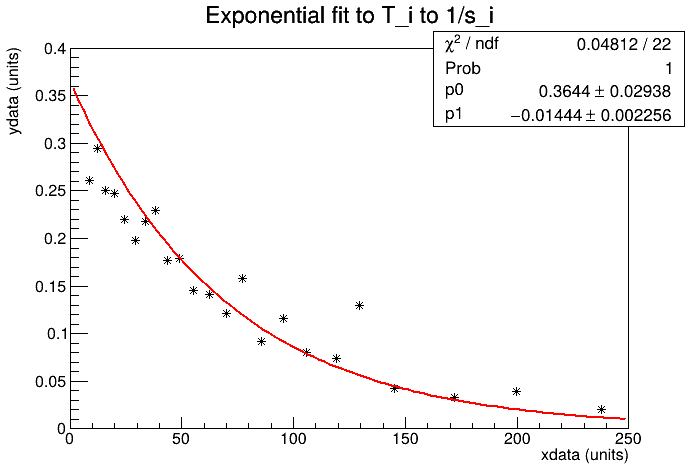 Exponential fit to T_i to 1/s_i
χ² / ndf 0.04812 / 22
Prob 1
p0 0.3644 ± 0.02938
p1 −0.01444 ± 0.002256
ydata (units)
0.4
0.35
0.3
0.25
0.2
0.15
0.1
0.05
0
0 50 100 150 200 250
xdata (units)